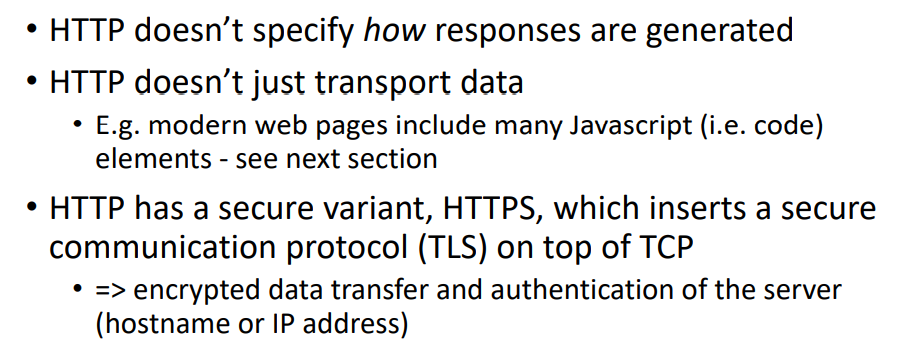 • HTTP doesn’t specify how responses are generated
• HTTP doesn’t just transport data
• E.g. modern web pages include many Javascript (i.e. code)
elements - see next section
• HTTP has a secure variant, HTTPS, which inserts a secure
communication protocol (TLS) on top of TCP
• => encrypted data transfer and authentication of the server
(hostname or IP address)